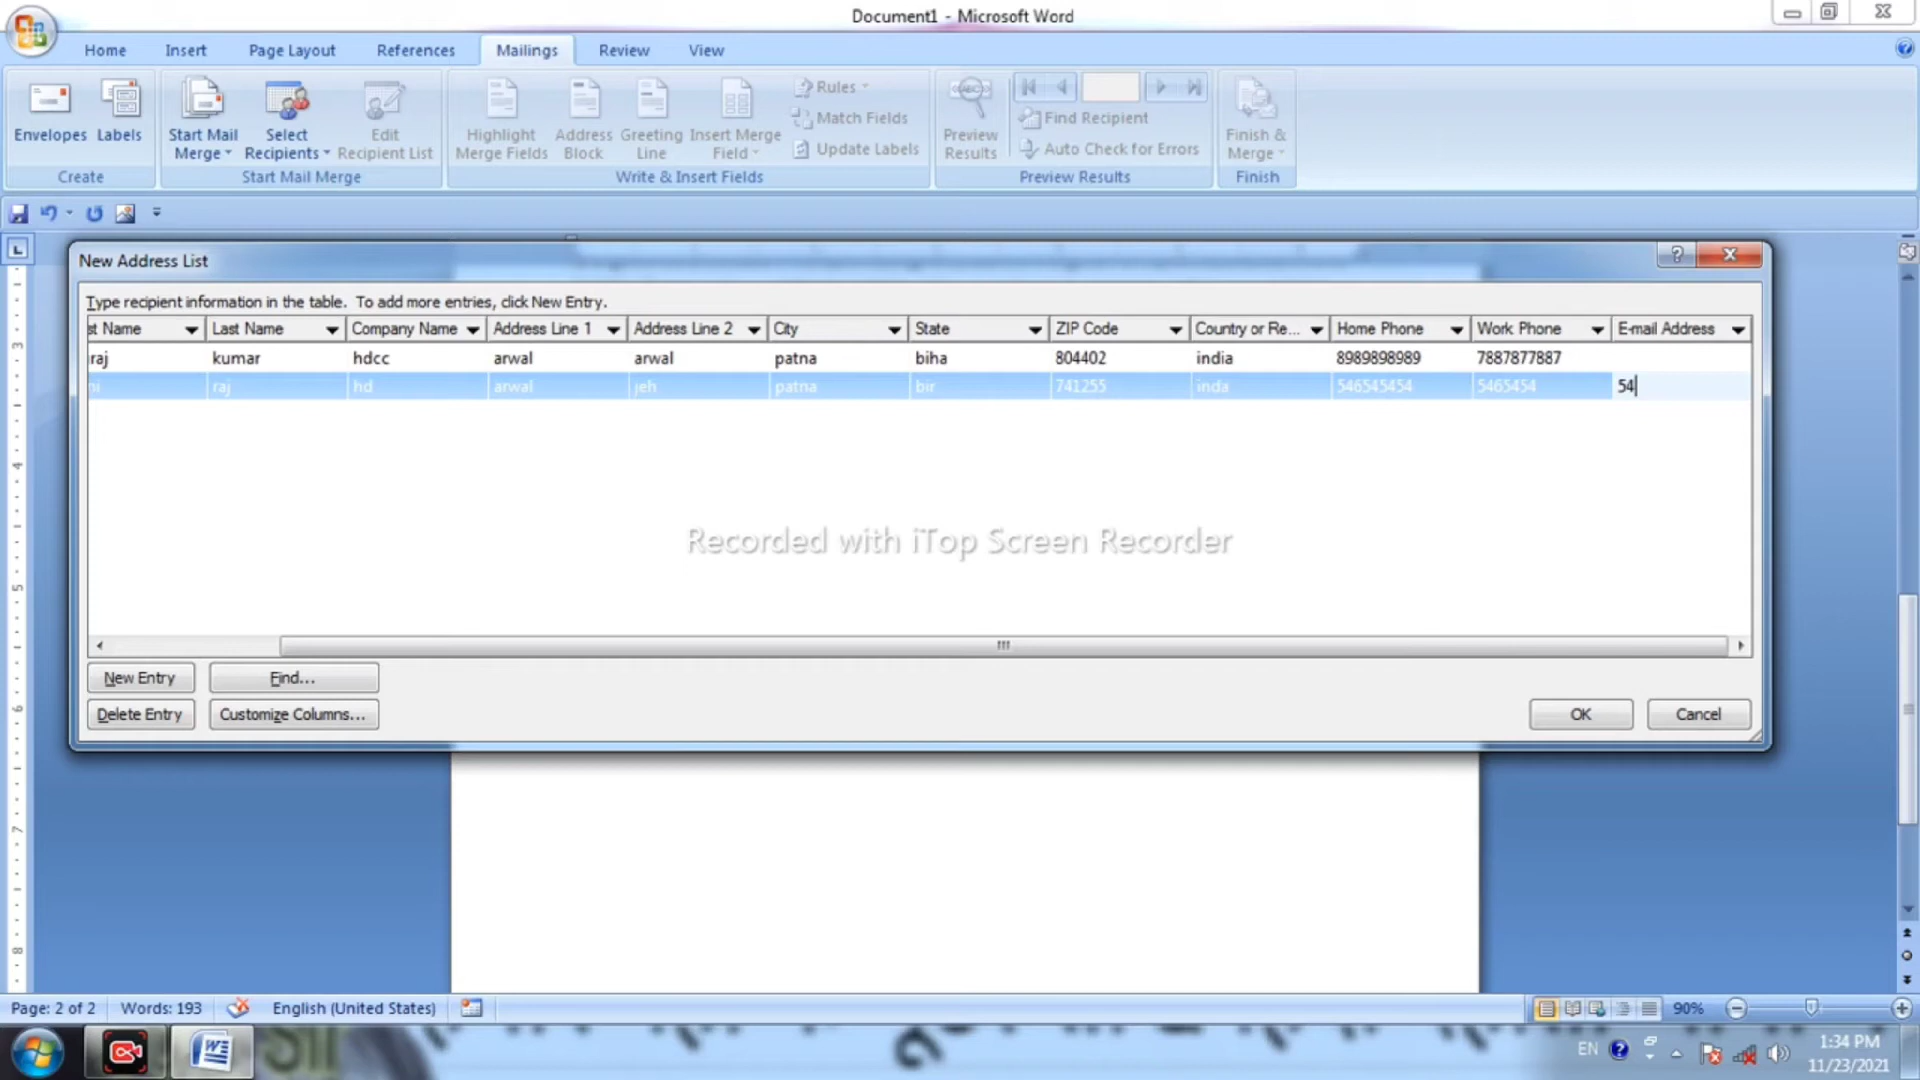 Document1 - Microsoft Word
Home Insert Page Layout References Mailings Review View
Envelopes Labels Start Mail Merge Select Recipients Edit Recipient List Highlight Merge Fields Address Block Greeting Line Insert Merge Field Rules Match Fields Update Labels Preview Results Find Recipient Auto Check for Errors Finish & Merge
Create Start Mail Merge Write & Insert Fields Preview Results Finish
New Address List
Type recipient information in the table. To add more entries, click New Entry.
st Name Last Name Company Name Address Line 1 Address Line 2 City State ZIP Code Country or Re... Home Phone Work Phone E-mail Address
raj kumar hdcc arwal arwal patna biha 804402 india 8989898989 7887877887
ni raj hd arwal jeh patna bir 741255 inda 546545454 5465454 54
Recorded with iTop Screen Recorder
New Entry Find...
Delete Entry Customize Columns... OK Cancel
Page: 2 of 2 Words: 193 English (United States) 90%
EN 1:34 PM
11/23/2021